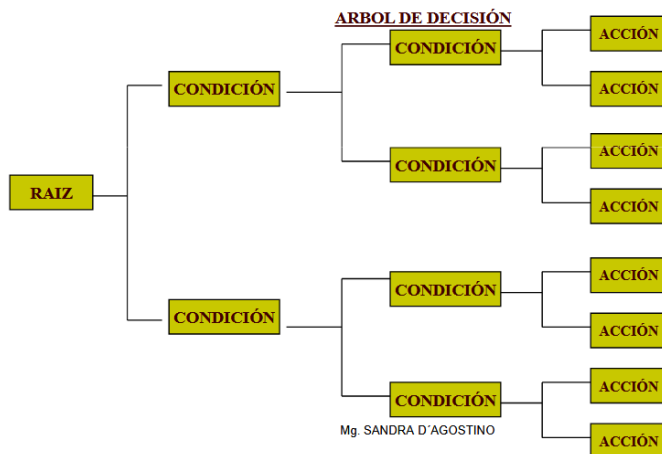 ARBOL DE DECISIÓN
CONDICIÓN
ACCIÓN
CONDICIÓN
ACCIÓN
ACCIÓN
CONDICIÓN
RAIZ
ACCIÓN
ACCIÓN
CONDICIÓN
CONDICIÓN
ACCIÓN
ACCIÓN
CONDICIÓN
Mg. SANDRA D´AGOSTINO
ACCIÓN